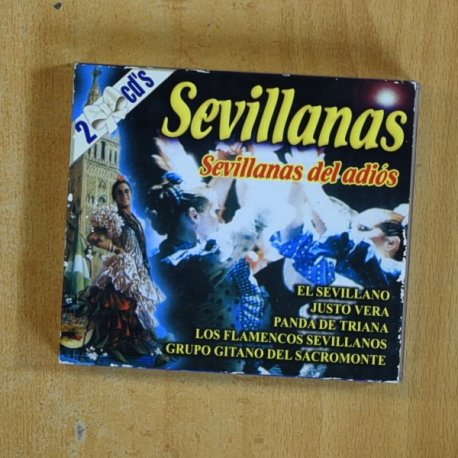 2 cd's
Sevillanas
Sevillanas del adiós
EL SEVILLANO
JUSTO VERA
PANDA DE TRIANA
LOS FLAMENCOS SEVILLANOS
GRUPO GITANO DEL SACROMONTE